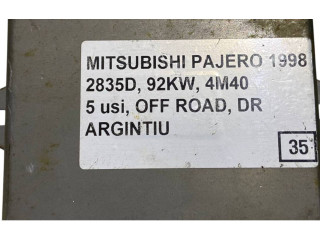 MITSUBISHI PAJERO 1998
2835D, 92KW, 4M40
5 usi, OFF ROAD, DR
ARGINTIU
35